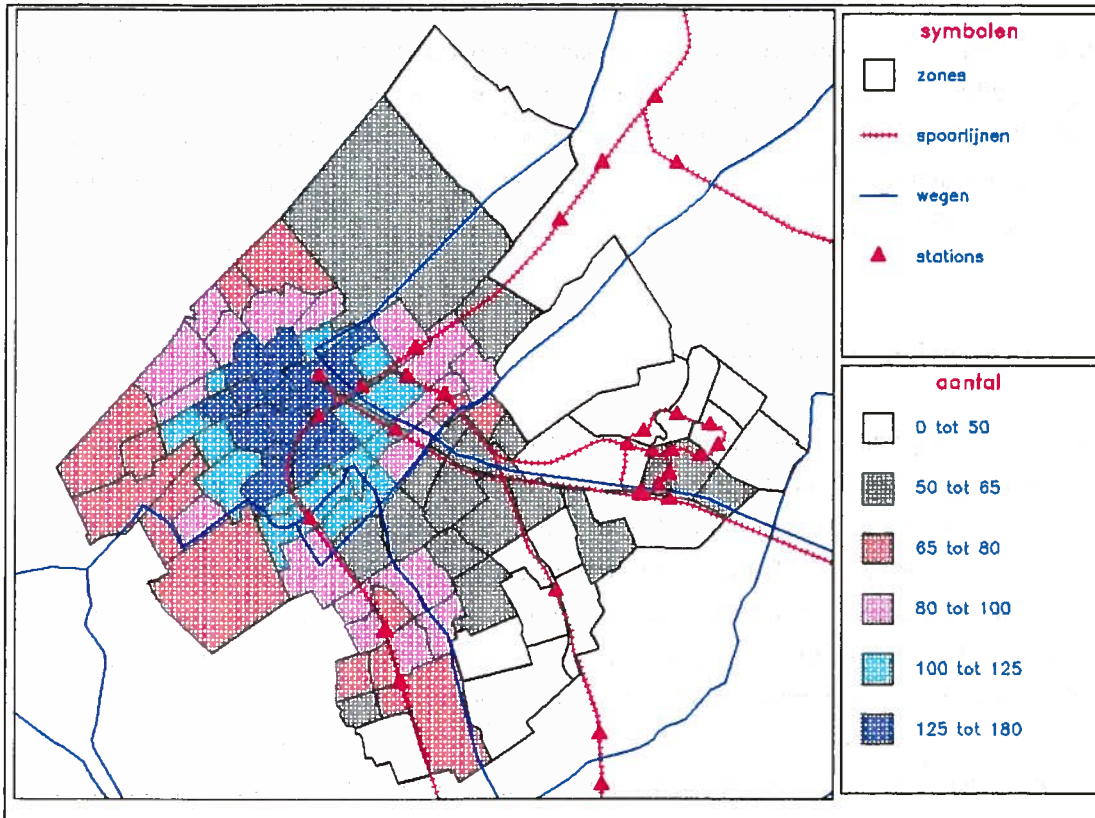 symbolen
zones
spoorlijnen
wegen
stations
aantal
0 tot 50
50 tot 65
65 tot 80
80 tot 100
100 tot 125
125 tot 180